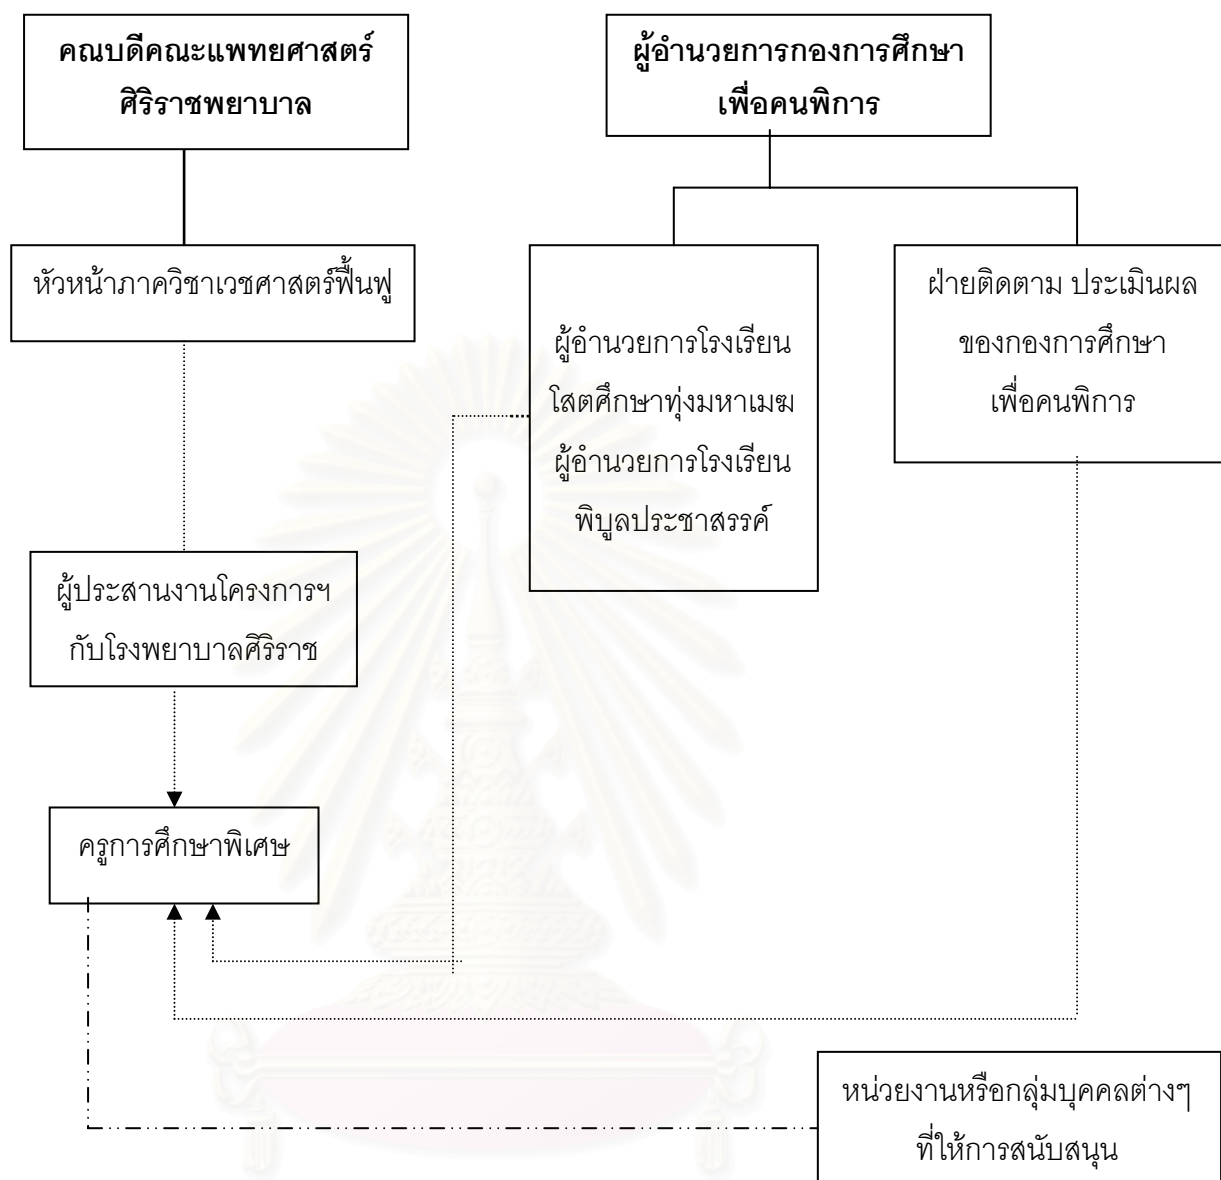 คณบดีคณะแพทยศาสตร์
ศิริราชพยาบาล
ผู้อำนวยการกองการศึกษา
เพื่อคนพิการ
หัวหน้าภาควิชาเวชศาสตร์ฟื้นฟู
ผู้อำนวยการโรงเรียน
โสตศึกษาทุ่งมหาเมฆ
ผู้อำนวยการโรงเรียน
พิบูลประชาสรรค์
ฝ่ายติดตาม ประเมินผล
ของกองการศึกษา
เพื่อคนพิการ
ผู้ประสานงานโครงการฯ
กับโรงพยาบาลศิริราช
ครูการศึกษาพิเศษ
หน่วยงานหรือกลุ่มบุคคลต่างๆ
ที่ให้การสนับสนุน